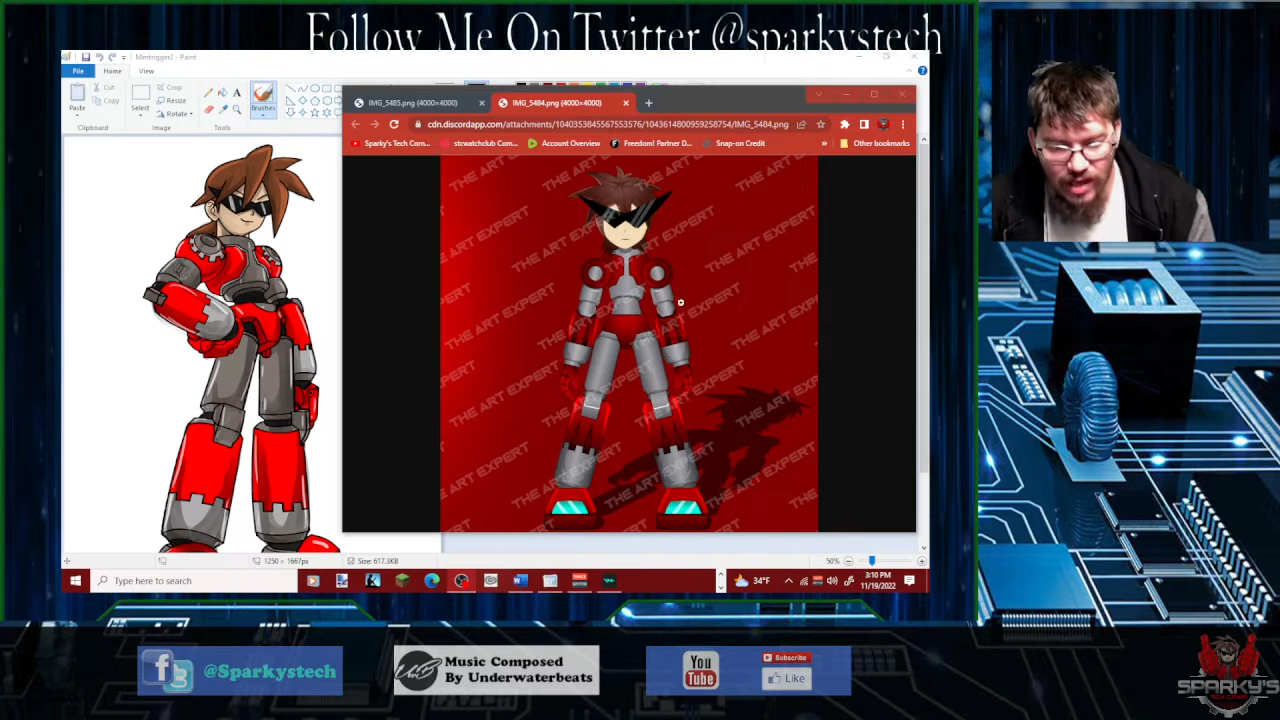 Follow Me On Twitter @sparkystech
Mmtrigger2 - Paint
File
Home
View
Paste
Cut
Copy
Clipboard
Select
Crop
Resize
Rotate
Image
Tools
Brushes
IMG_5485.png (4000×4000)
IMG_5484.png (4000×4000)
cdn.discordapp.com/attachments/1040353845567553576/1043614800959258754/IMG_5484.png
Sparky's Tech Corn...
stcwatchclub Com...
Account Overview
Freedom! Partner D...
Snap-on Credit
»
Other bookmarks
THE ART EXPERT
1250 × 1667px
Size: 617.3KB
50%
Type here to search
34°F
3:10 PM
11/19/2022
@Sparkystech
Music Composed
By Underwaterbeats
You
Tube
Subscribe
Like
SPARKY'S
TECH CORNER